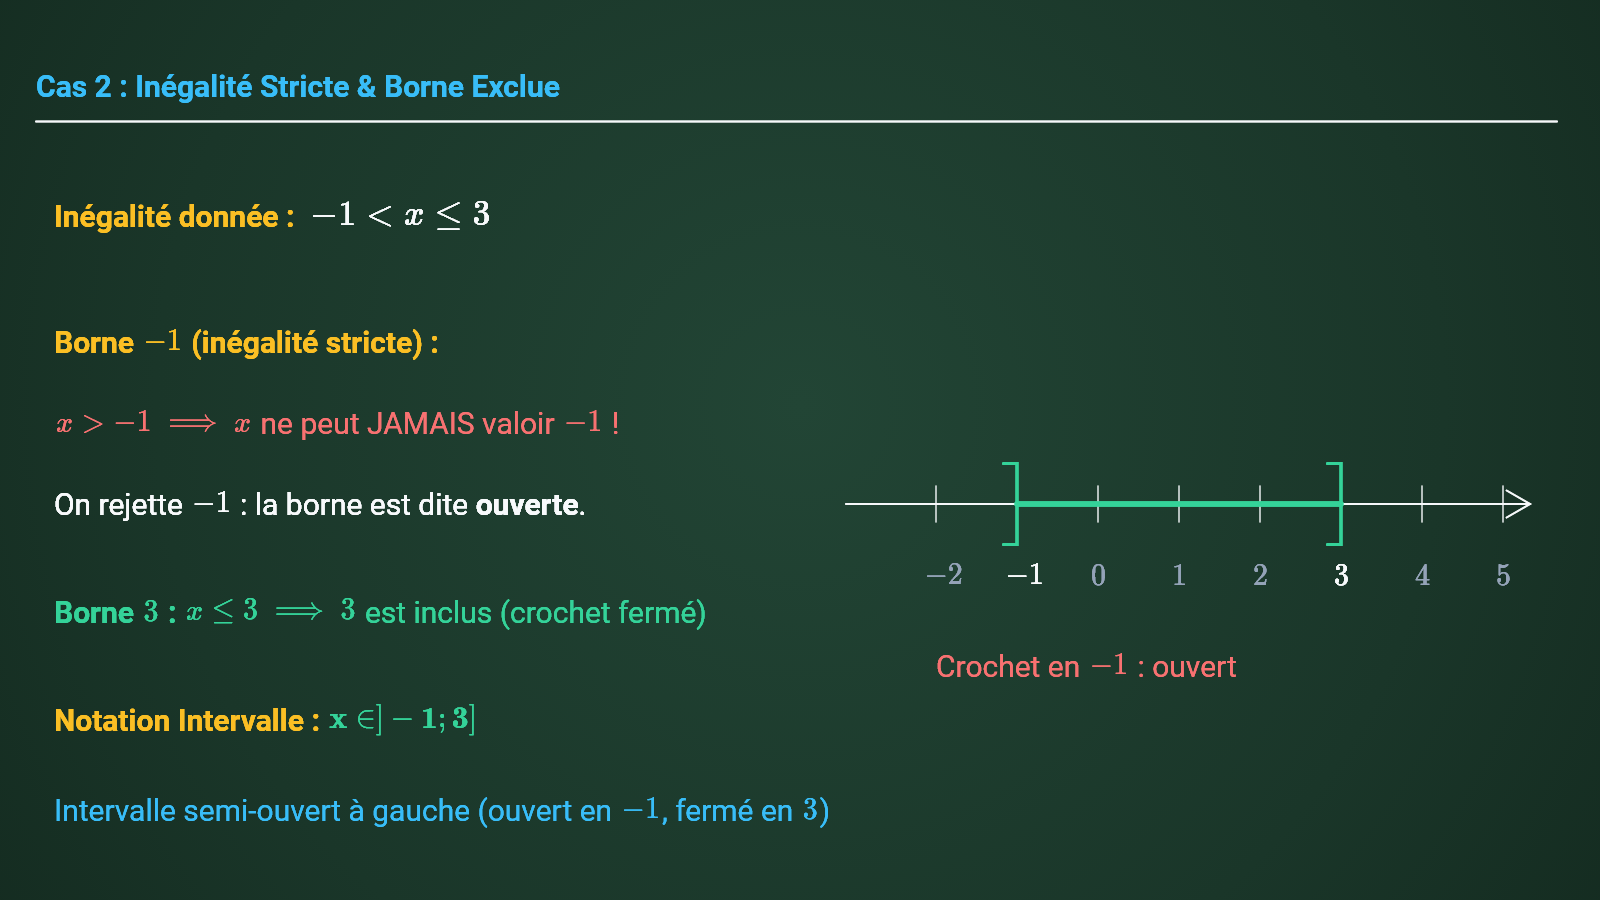 Cas 2 : Inégalité Stricte & Borne Exclue
Inégalité donnée : −1 < x ≤ 3
Borne −1 (inégalité stricte) :
x > −1 ⟹ x ne peut JAMAIS valoir −1 !
On rejette −1 : la borne est dite ouverte.
Borne 3 : x ≤ 3 ⟹ 3 est inclus (crochet fermé)
Notation Intervalle : x ∈] − 1; 3]
Intervalle semi-ouvert à gauche (ouvert en −1, fermé en 3)
−2 −1 0 1 2 3 4 5
Crochet en −1 : ouvert